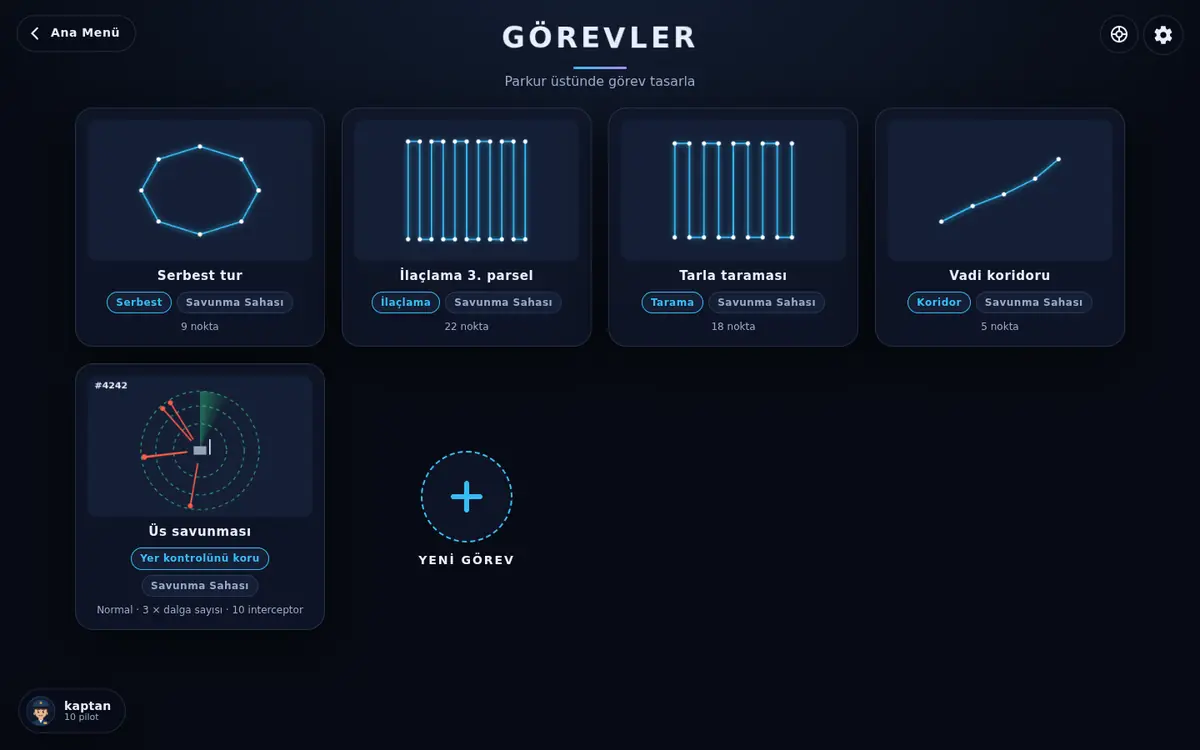 Ana Menü
GÖREVLER
Parkur üstünde görev tasarla
Serbest tur
Serbest
Savunma Sahası
9 nokta
İlaçlama 3. parsel
İlaçlama
Savunma Sahası
22 nokta
Tarla taraması
Tarama
Savunma Sahası
18 nokta
Vadi koridoru
Koridor
Savunma Sahası
5 nokta
#4242
Üs savunması
Yer kontrolünü koru
Savunma Sahası
Normal · 3 × dalga sayısı · 10 interceptor
YENİ GÖREV
kaptan
10 pilot